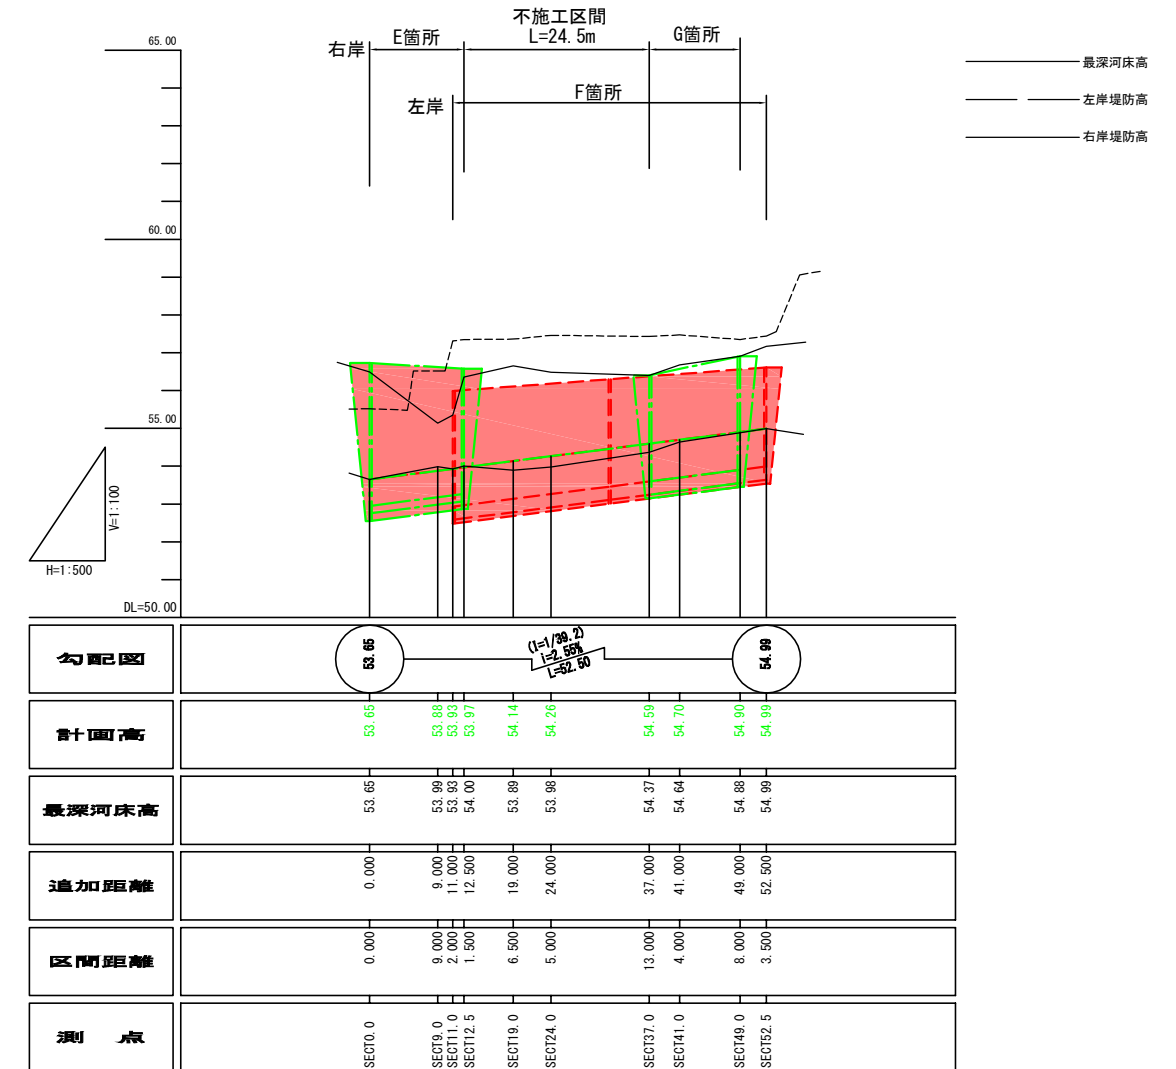 不施工区間
L=24.5m
右岸
E箇所
G箇所
左岸
F箇所
最深河床高
左岸堤防高
右岸堤防高
65.00
60.00
55.00
DL=50.00
V=1:100
H=1:500
勾配図
53.65
(I=1/39.2)
i=2.55%
L=52.50
54.99
計画高
53.65
53.88
53.93
53.97
54.14
54.26
54.59
54.70
54.90
54.99
最深河床高
53.65
53.99
53.93
54.00
53.89
53.98
54.37
54.64
54.88
54.99
追加距離
0.000
9.000
11.000
12.500
19.000
24.000
37.000
41.000
49.000
52.500
区間距離
0.000
9.000
2.000
1.500
6.500
5.000
13.000
4.000
8.000
3.500
測 点
SECT0.0
SECT9.0
SECT11.0
SECT12.5
SECT19.0
SECT24.0
SECT37.0
SECT41.0
SECT49.0
SECT52.5